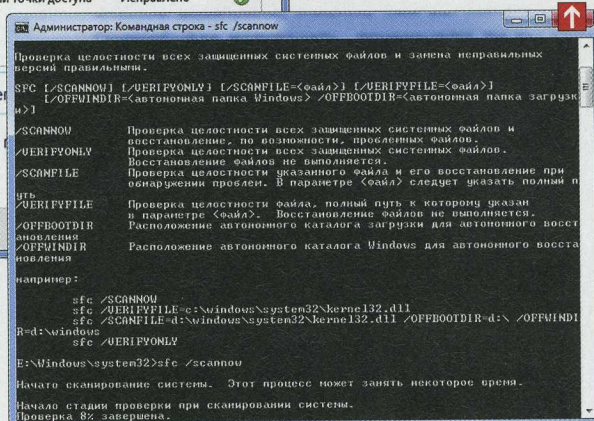 и точки доступа Исправлено
Администратор: Командная строка - sfc /scannow
Проверка целостности всех защищенных системных файлов и замена неправильных
версий правильными.
SFC [/SCANNOW] [/VERIFYONLY] [/SCANFILE=<файл>] [/VERIFYFILE=<файл>]
[/OFFWINDIR=<автономная папка Windows> /OFFBOOTDIR=<автономная папка загрузк
и>]
/SCANNOW Проверка целостности всех защищенных системных файлов и
восстановление, по возможности, проблемных файлов.
/VERIFYONLY Проверка целостности всех защищенных системных файлов.
Восстановление файлов не выполняется.
/SCANFILE Проверка целостности указанного файла и его восстановление при
обнаружении проблем. В параметре <файл> следует указать полный п
уть
/VERIFYFILE Проверка целостности файла, полный путь к которому указан
в параметре <файл>. Восстановление файлов не выполняется.
/OFFBOOTDIR Расположение автономного каталога загрузки для автономного восст
ановления
/OFFWINDIR Расположение автономного каталога Windows для автономного восста
новления
например:
sfc /SCANNOW
sfc /VERIFYFILE=c:\windows\system32\kernel32.dll
sfc /SCANFILE=d:\windows\system32\kernel32.dll /OFFBOOTDIR=d:\ /OFFWINDI
R=d:\windows
sfc /VERIFYONLY
E:\Windows\system32>sfc /scannow
Начато сканирование системы. Этот процесс может занять некоторое время.
Начало стадии проверки при сканировании системы.
Проверка 8% завершена.